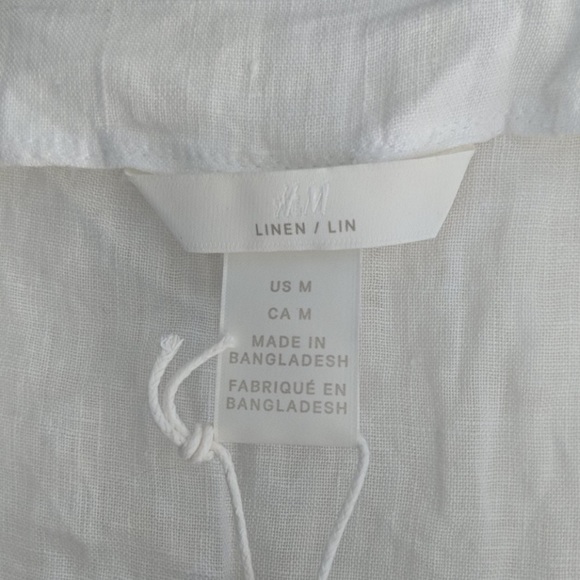 H&M
LINEN / LIN
US M
CA M
MADE IN
BANGLADESH
FABRIQUÉ EN
BANGLADESH